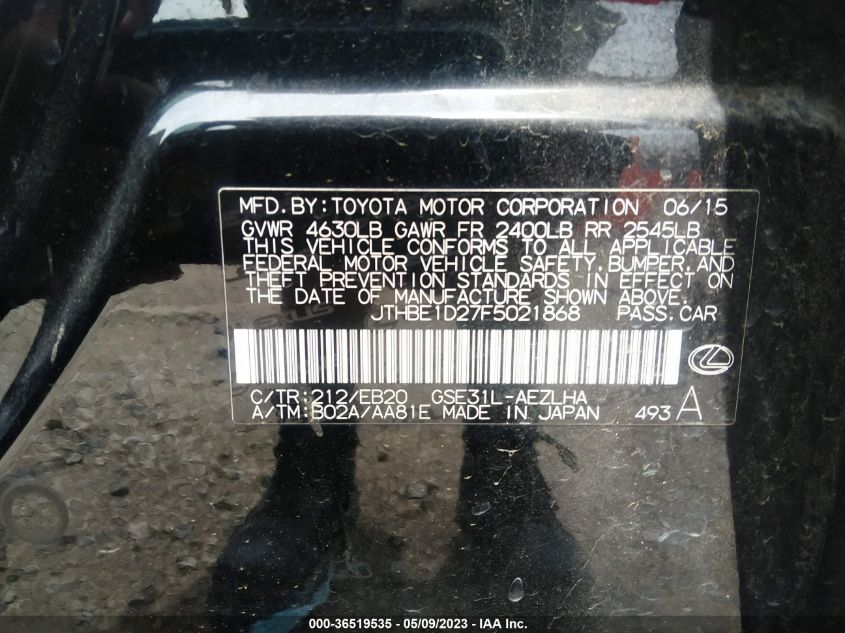 MFD.BY:TOYOTA MOTOR CORPORATION 06/15
GVWR 4630LB GAWR FR 2400LB RR 2545LB
THIS VEHICLE CONFORMS TO ALL APPLICABLE
FEDERAL MOTOR VEHICLE SAFETY,BUMPER,AND
THEFT PREVENTION STANDARDS IN EFFECT ON
THE DATE OF MANUFACTURE SHOWN ABOVE.
JTHBE1D27F5021868 PASS.CAR
C/TR:212/EB20 GSE31L-AEZLHA
A/TM:B02A/AA81E MADE IN JAPAN 493 A
000-36519535 - 05/09/2023 - IAA Inc.